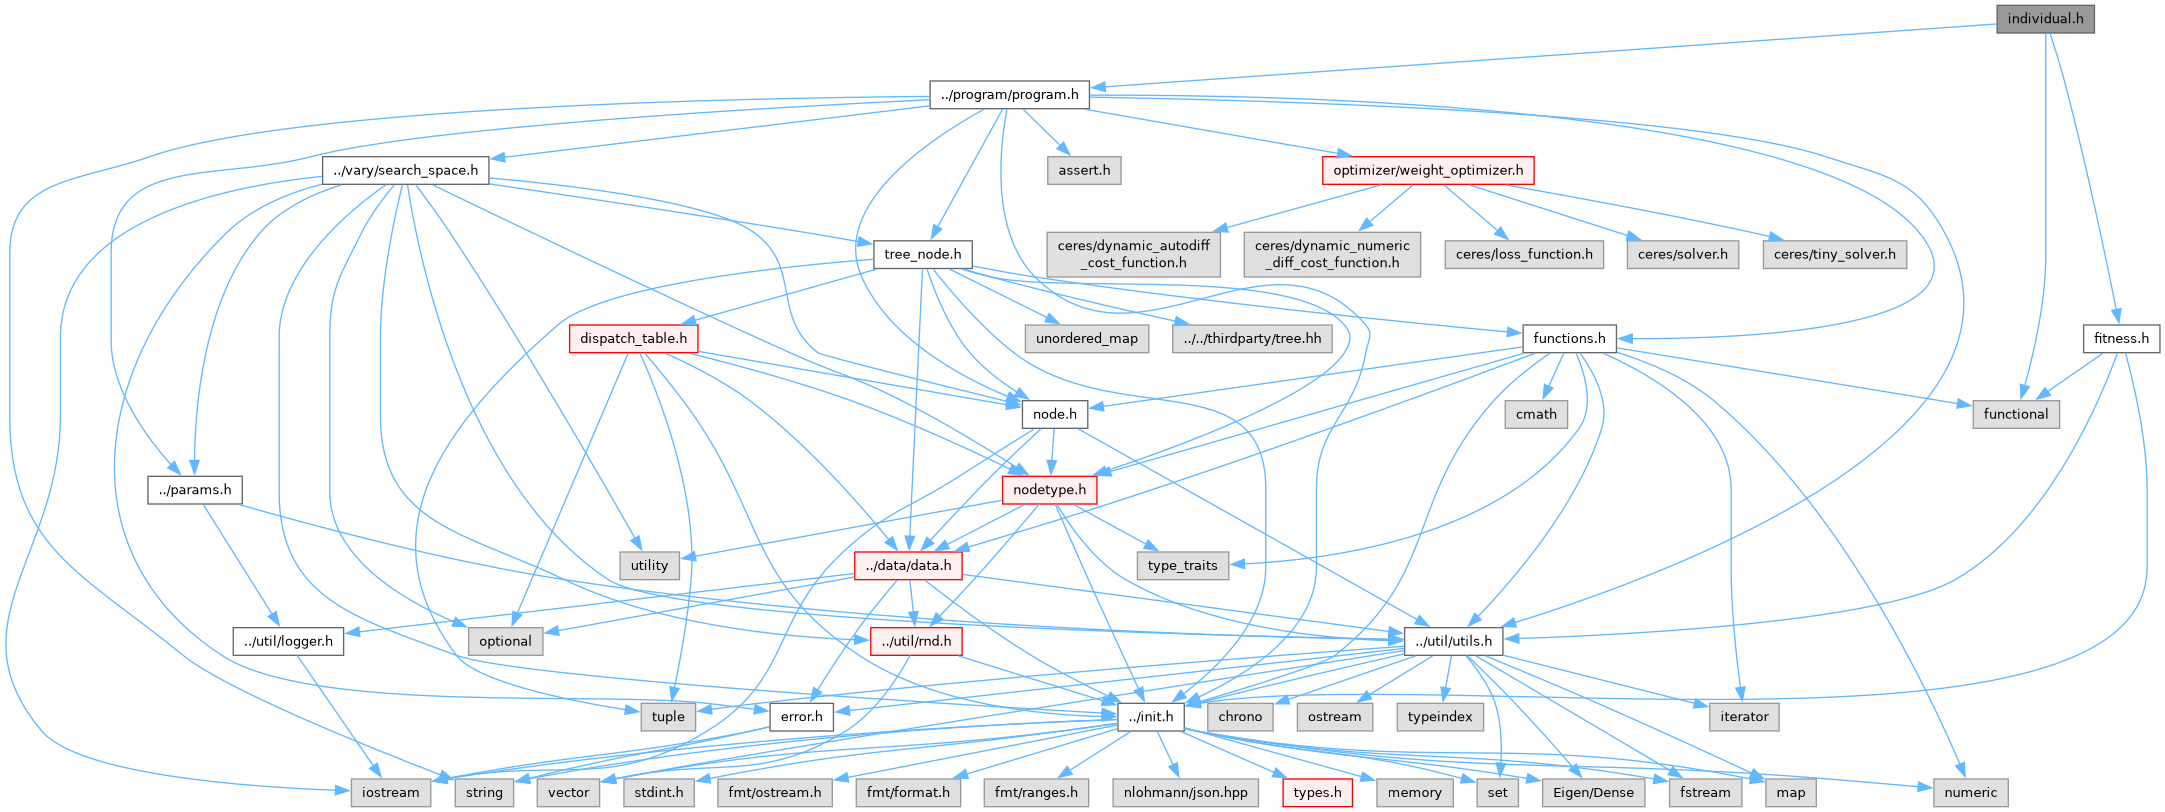 individual.h
../program/program.h
../vary/search_space.h
assert.h
optimizer/weight_optimizer.h
tree_node.h
ceres/dynamic_autodiff
_cost_function.h
ceres/dynamic_numeric
_diff_cost_function.h
ceres/loss_function.h
ceres/solver.h
ceres/tiny_solver.h
dispatch_table.h
unordered_map
../../thirdparty/tree.hh
functions.h
fitness.h
node.h
cmath
functional
../params.h
nodetype.h
utility
../data/data.h
type_traits
../util/logger.h
optional
../util/rnd.h
../util/utils.h
tuple
error.h
../init.h
chrono
ostream
typeindex
iterator
iostream
string
vector
stdint.h
fmt/ostream.h
fmt/format.h
fmt/ranges.h
nlohmann/json.hpp
types.h
memory
set
Eigen/Dense
fstream
map
numeric